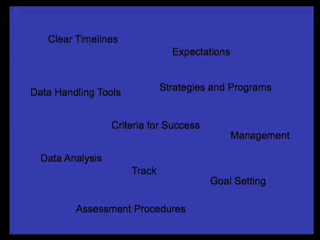 Clear Timelines
Expectations
Strategies and Programs
Data Handling Tools
Criteria for Success
Management
Data Analysis
Track
Goal Setting
Assessment Procedures